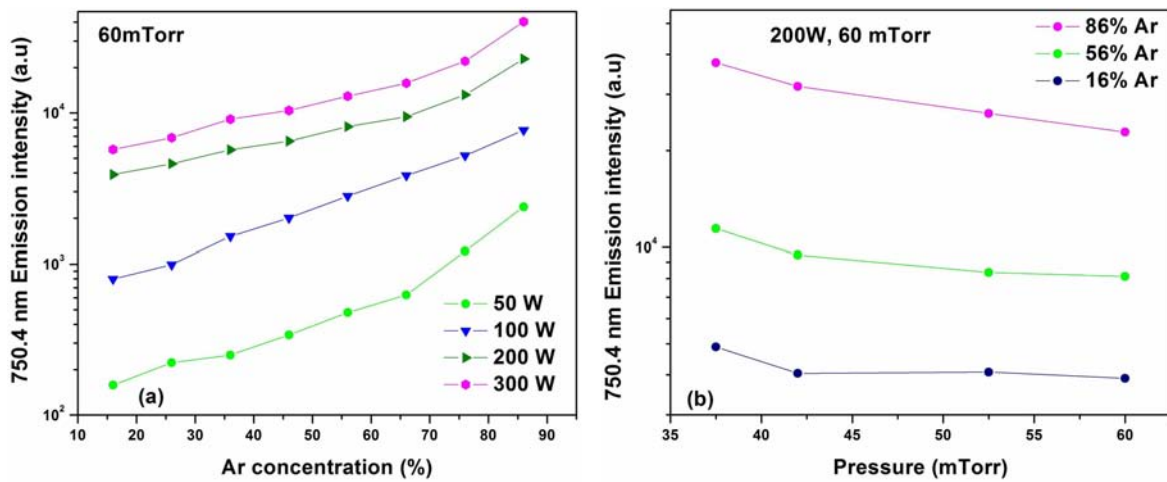 60mTorr
10^4
10^3
10^2
750.4 nm Emission intensity (a.u)
50 W
100 W
200 W
300 W
(a)
10 20 30 40 50 60 70 80 90
Ar concentration (%)
200W, 60 mTorr
86% Ar
56% Ar
16% Ar
10^4
750.4 nm Emission intensity (a.u)
(b)
35 40 45 50 55 60
Pressure (mTorr)